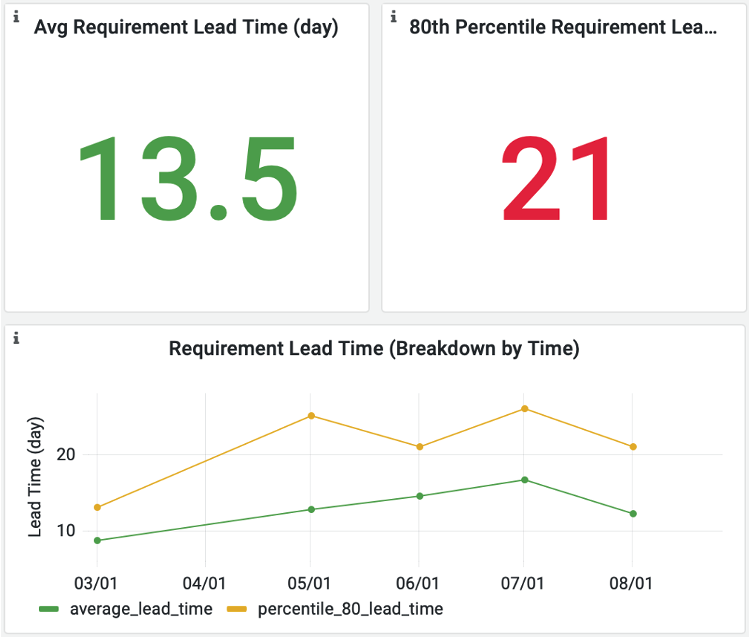 Avg Requirement Lead Time (day)
80th Percentile Requirement Lea...
13.5
21
Requirement Lead Time (Breakdown by Time)
Lead Time (day)
20
10
03/01 04/01 05/01 06/01 07/01 08/01
average_lead_time percentile_80_lead_time